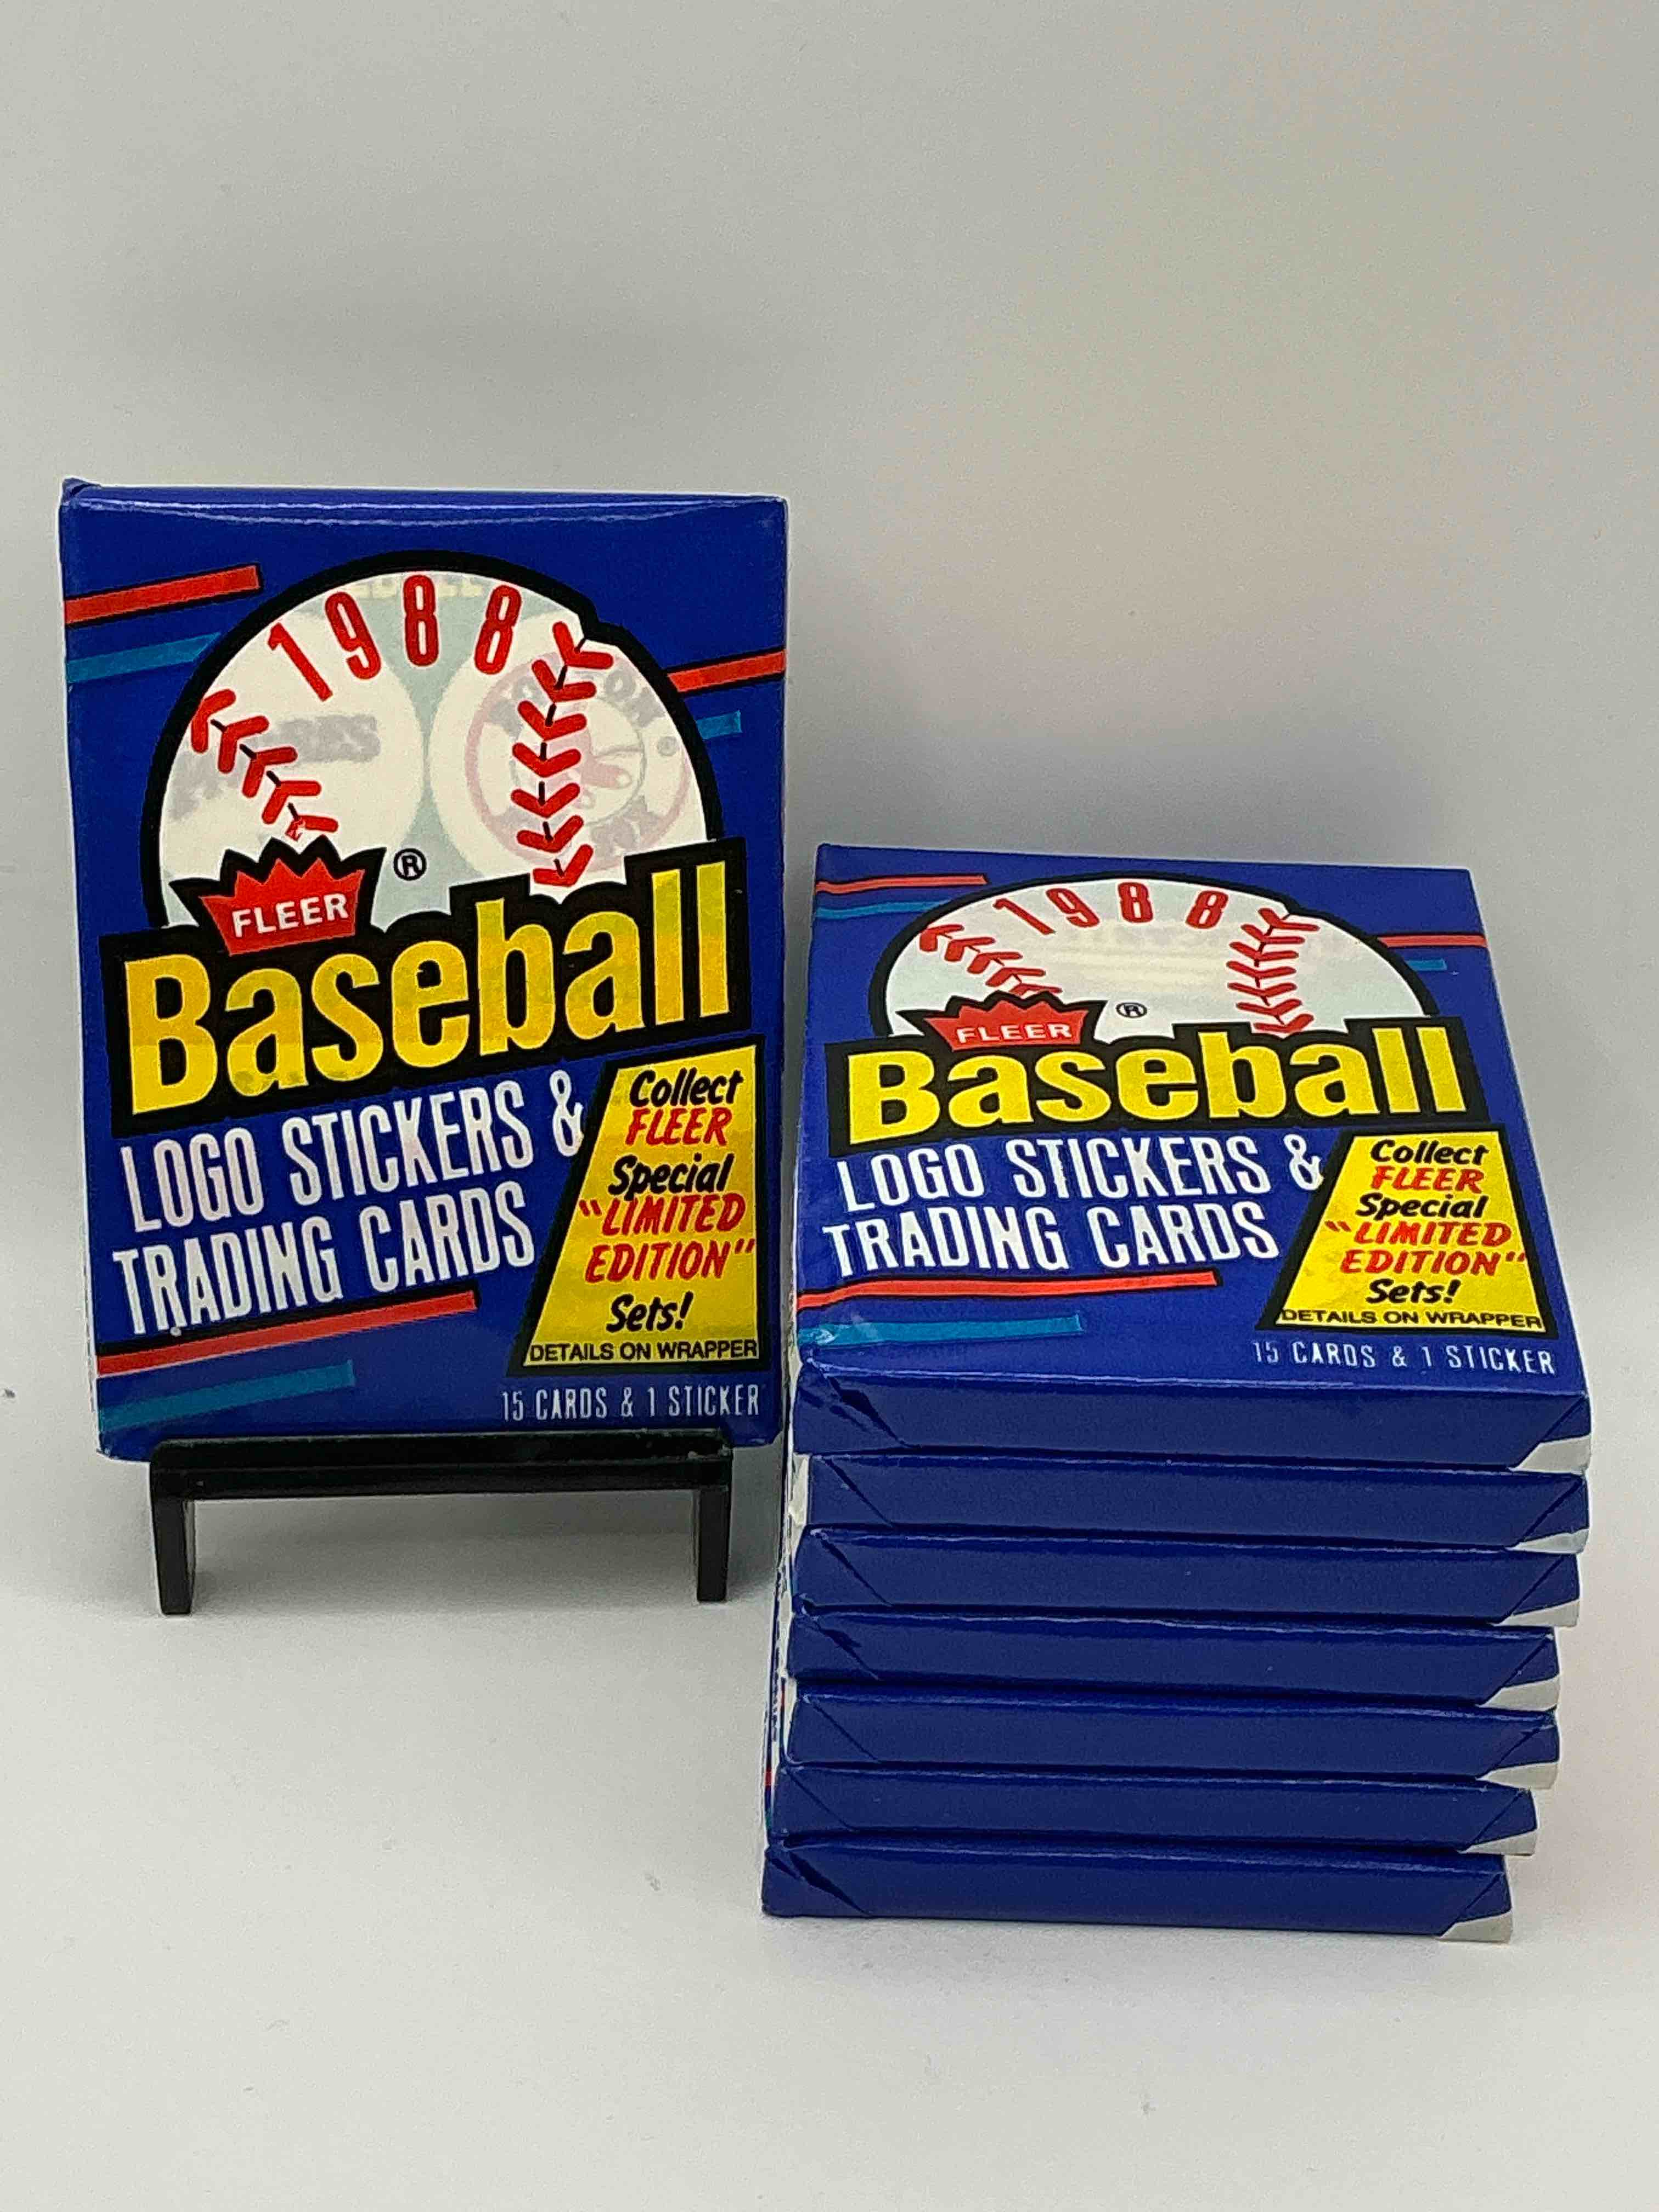 1988
FLEER ®
Baseball
LOGO STICKERS &
TRADING CARDS
Collect
FLEER
Special
"LIMITED
EDITION"
Sets!
DETAILS ON WRAPPER
15 CARDS & 1 STICKER
1988
FLEER ®
Baseball
LOGO STICKERS &
TRADING CARDS
Collect
FLEER
Special
"LIMITED
EDITION"
Sets!
DETAILS ON WRAPPER
15 CARDS & 1 STICKER